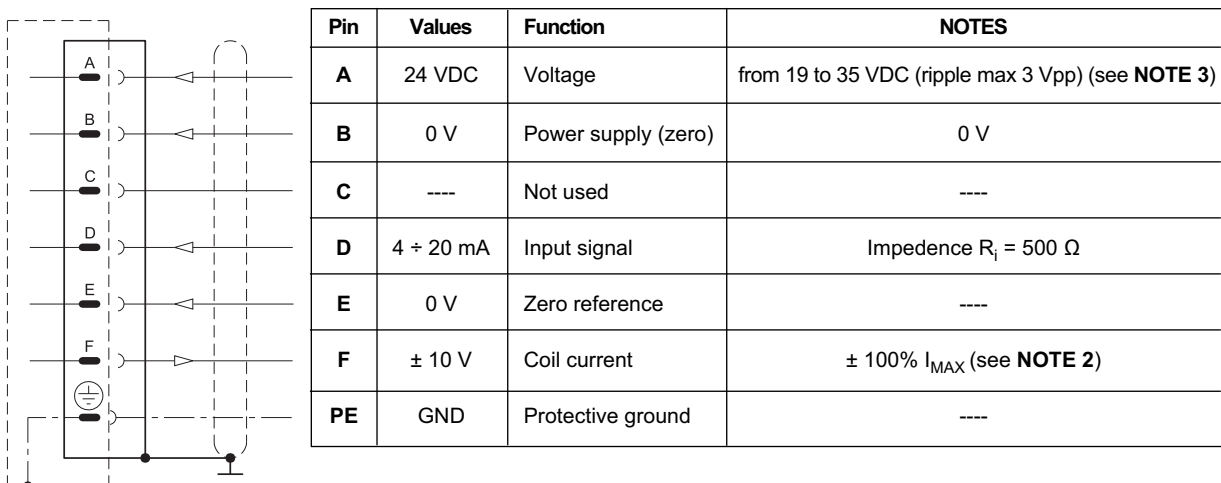 A
B
C
D
E
F
Pin Values Function NOTES
A 24 VDC Voltage from 19 to 35 VDC (ripple max 3 Vpp) (see NOTE 3)
B 0 V Power supply (zero) 0 V
C ---- Not used ----
D 4 ÷ 20 mA Input signal Impedence Ri = 500 Ω
E 0 V Zero reference ----
F ± 10 V Coil current ± 100% IMAX (see NOTE 2)
PE GND Protective ground ----